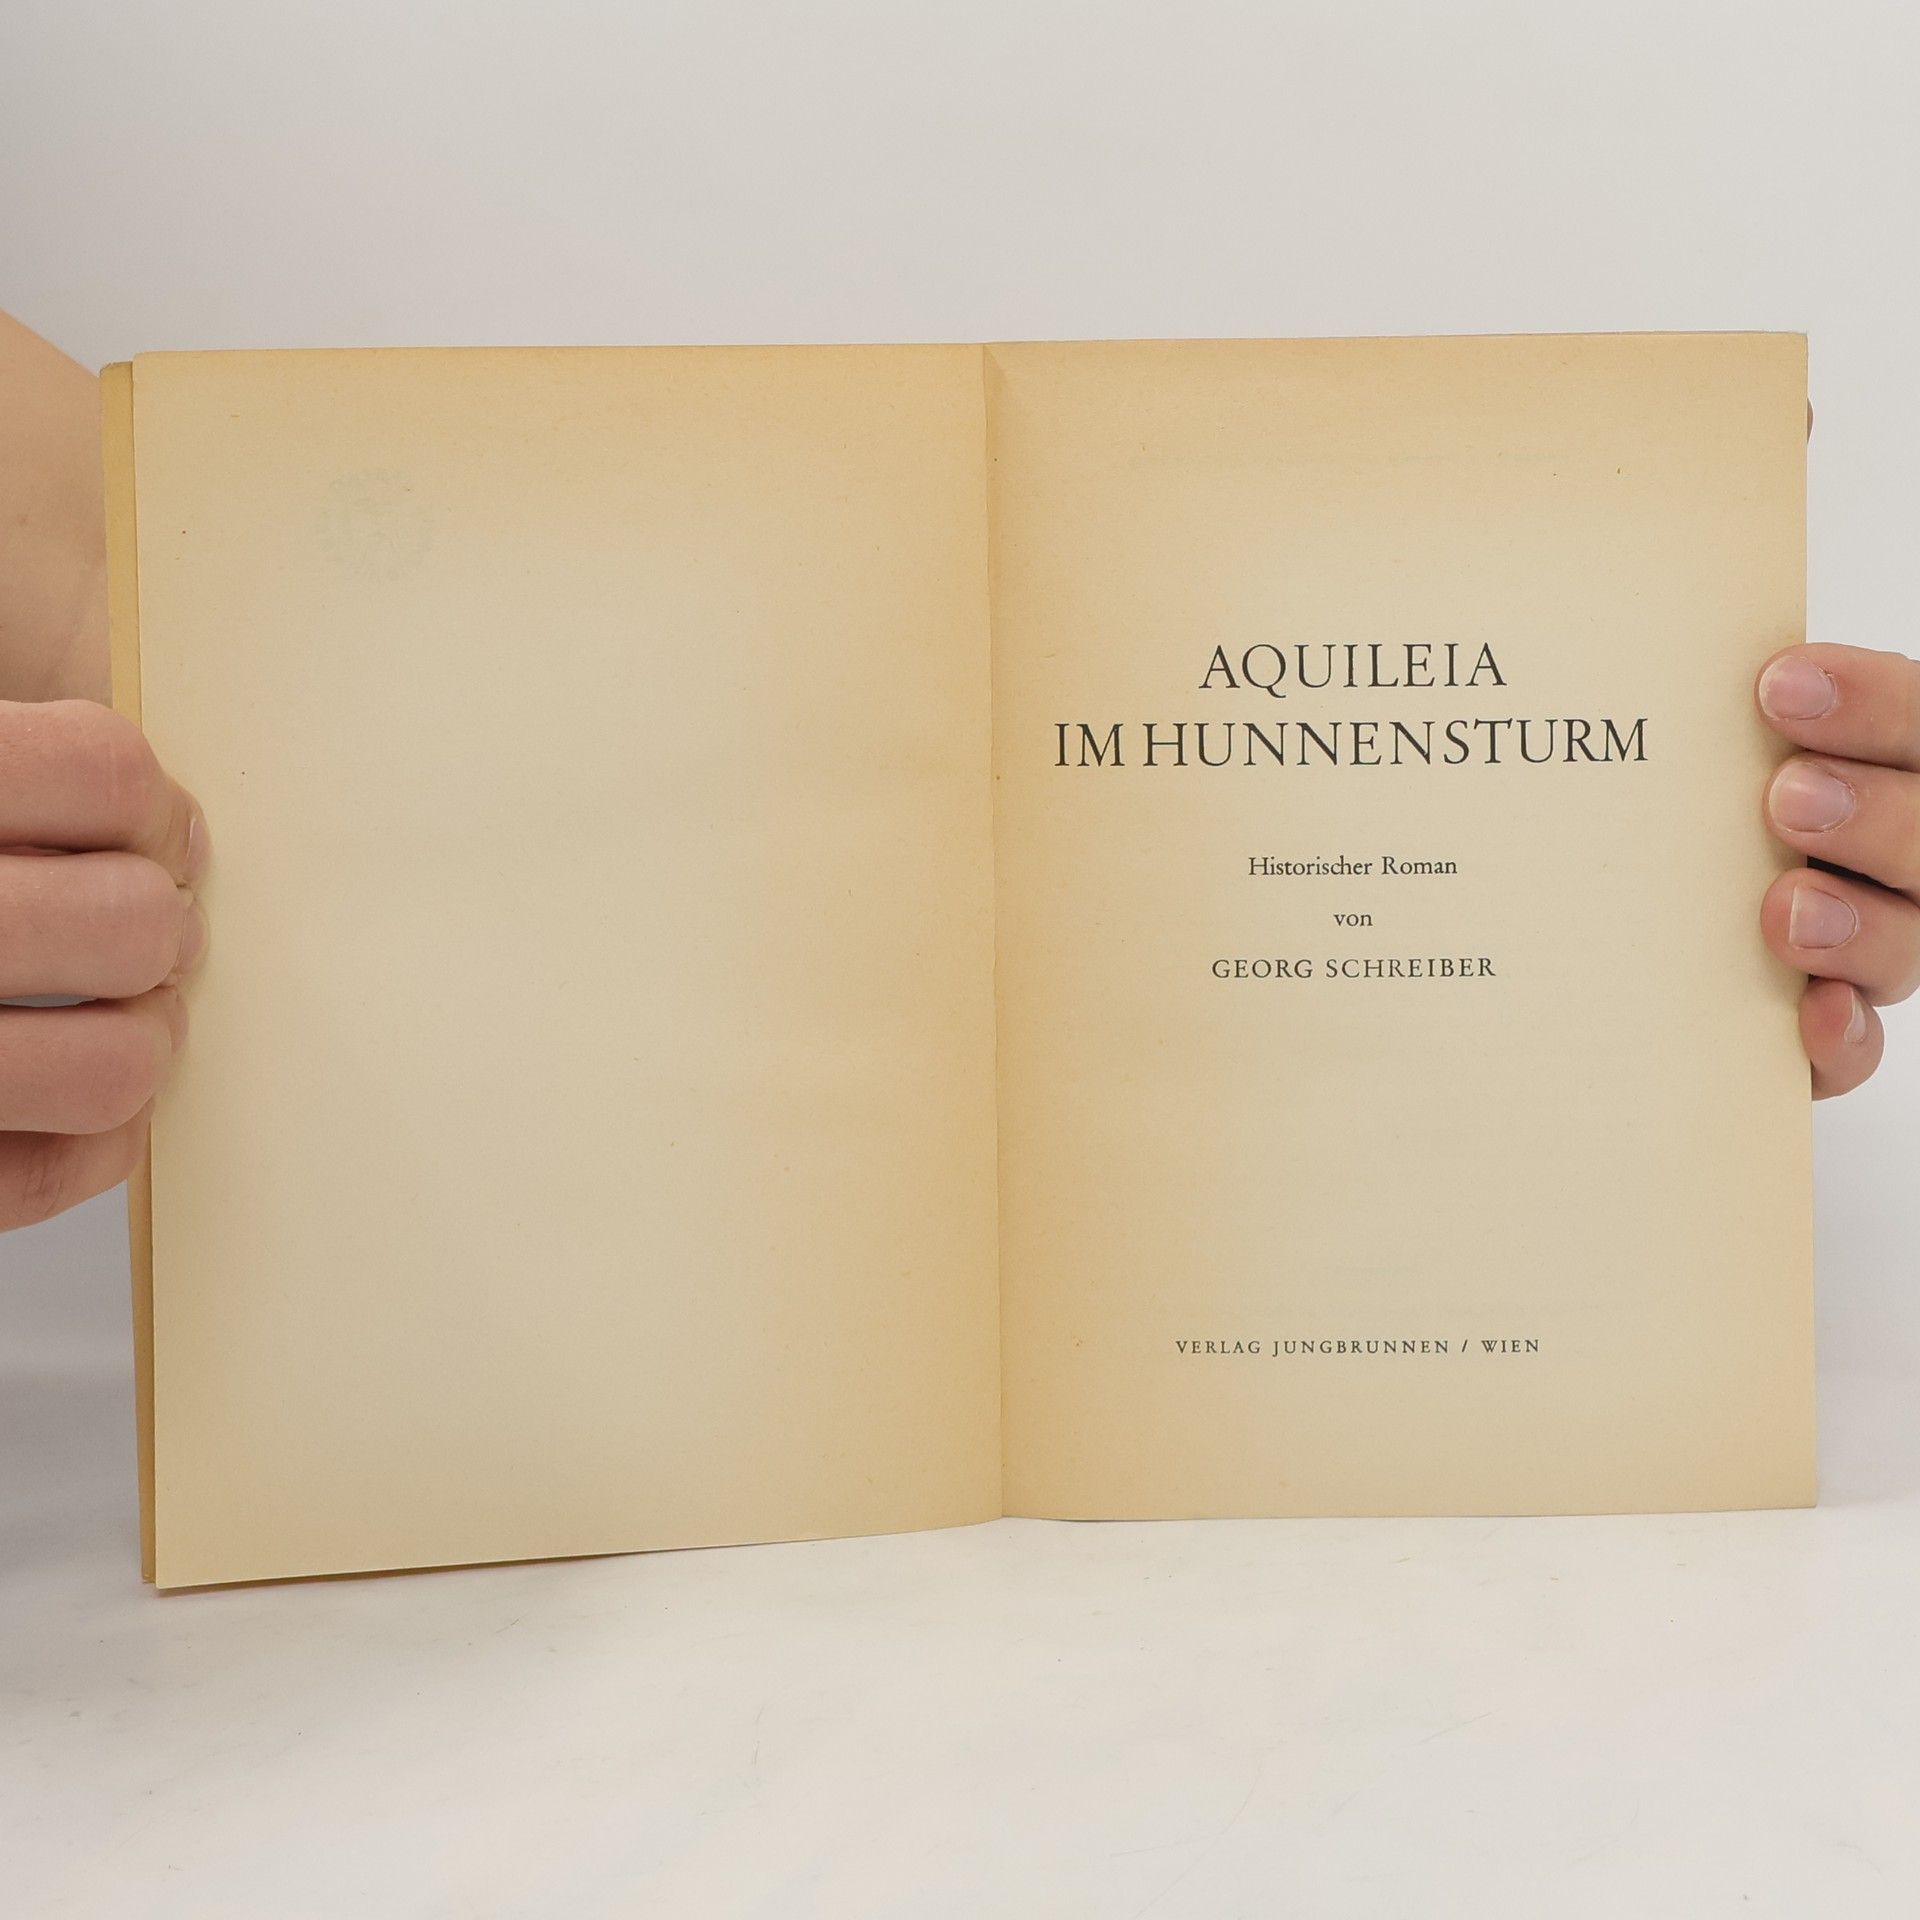 AQUILEIA
IM HUNNENSTURM
Historischer Roman
von
GEORG SCHREIBER
VERLAG JUNGBRUNNEN / WIEN